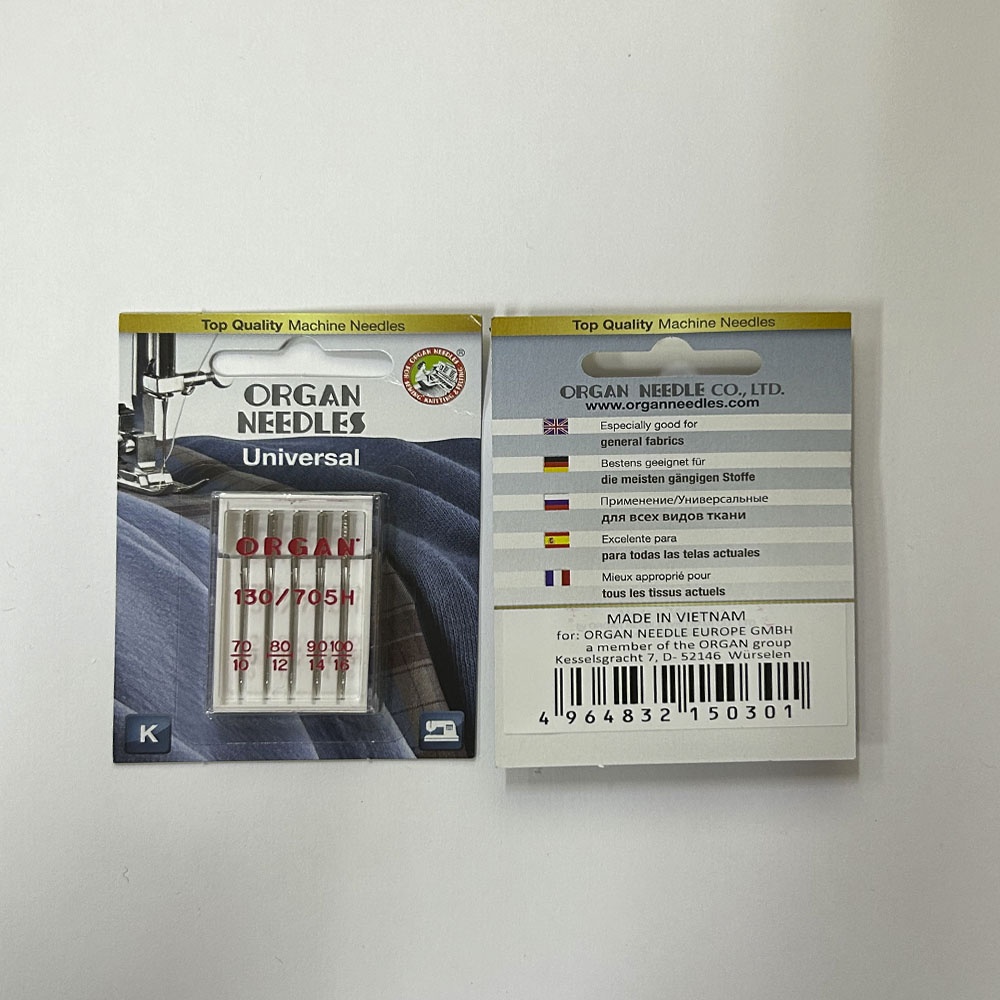 Top Quality Machine Needles
ORGAN
NEEDLES
®
Universal
ORGAN
130/705H
70 80 90 100
10 12 14 16
K
Top Quality Machine Needles
ORGAN NEEDLE CO., LTD.
www.organneedles.com
Especially good for
general fabrics
Bestens geeignet für
die meisten gängigen Stoffe
Применение/Универсальные
для всех видов ткани
Excelente para
para todas las telas actuales
Mieux approprié pour
tous les tissus actuels
MADE IN VIETNAM
for: ORGAN NEEDLE EUROPE GMBH
a member of the ORGAN group
Kesselsgracht 7, D- 52146 Würselen
4 964832 150301